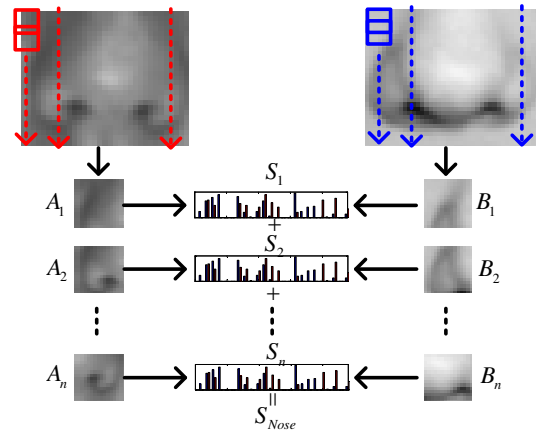 S1
A1 B1
+
S2
A2 B2
+
Sn
An Bn
=
SNose